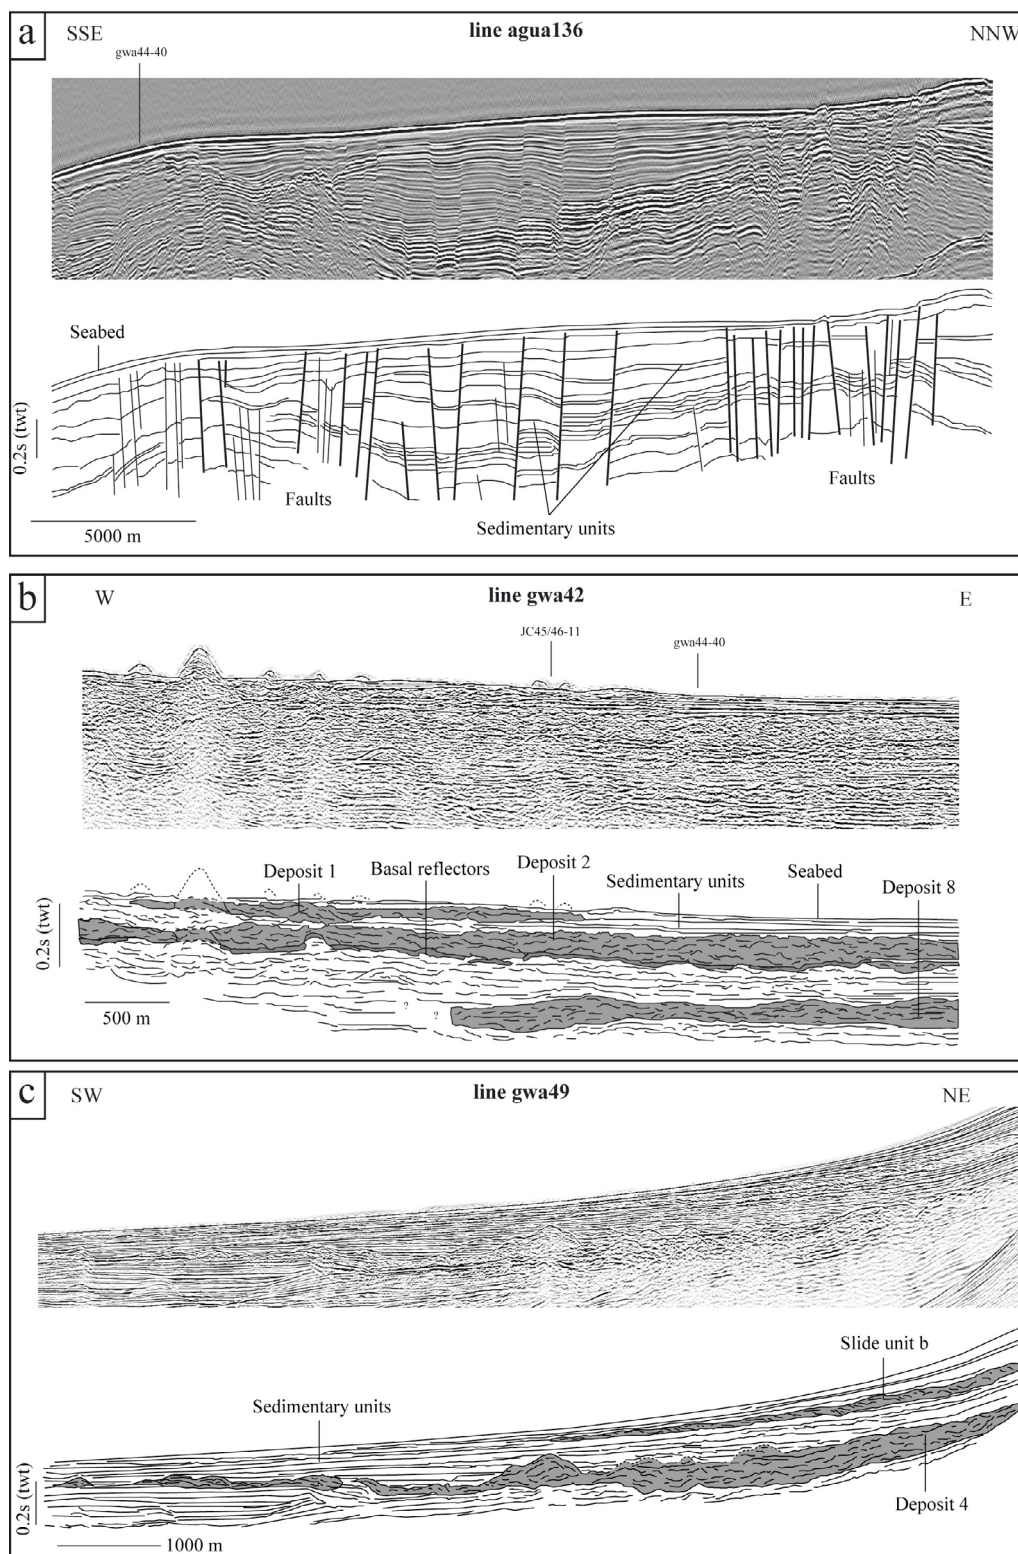 a
SSE
line agua136
NNW
gwa44-40
Seabed
0.2s (twt)
Faults
Faults
Sedimentary units
5000 m
b
W
line gwa42
E
JC45/46-11
gwa44-40
Deposit 1
Basal reflectors
Deposit 2
Sedimentary units
Seabed
Deposit 8
0.2s (twt)
500 m
?
?
c
SW
line gwa49
NE
Slide unit b
Sedimentary units
0.2s (twt)
Deposit 4
1000 m